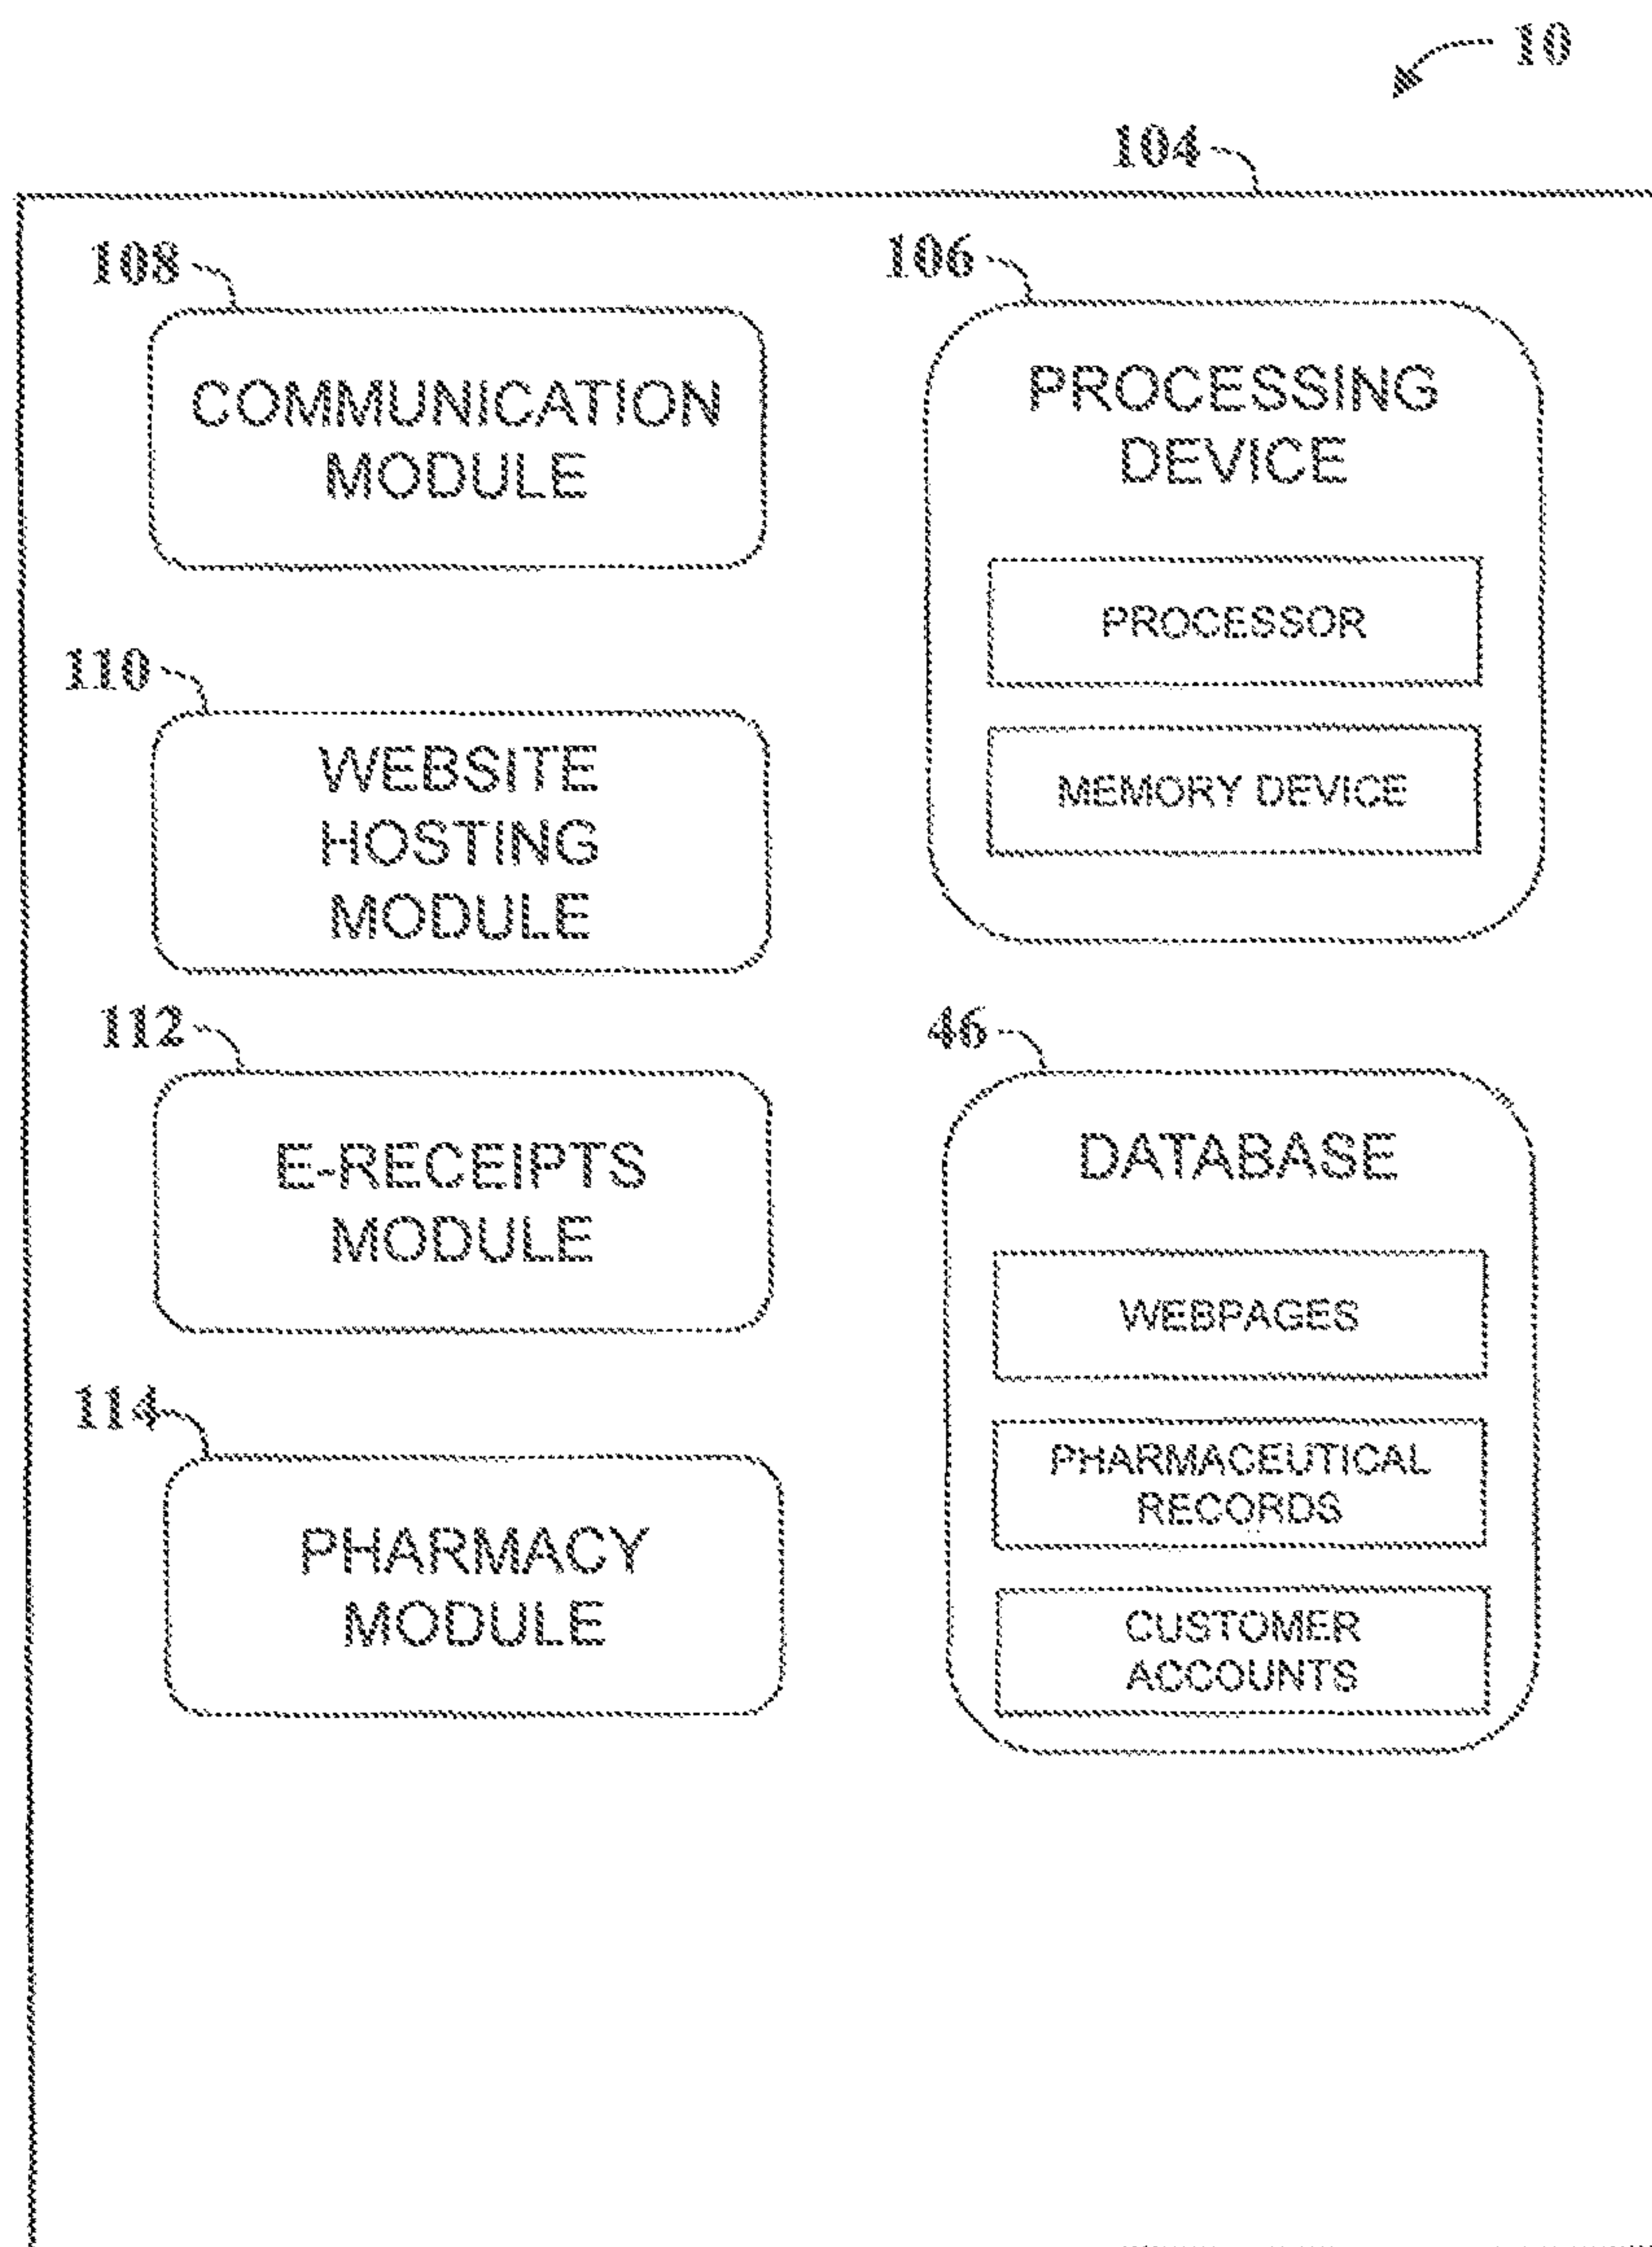 10
104
108
COMMUNICATION
MODULE
106
PROCESSING
DEVICE
PROCESSOR
MEMORY DEVICE
110
WEBSITE
HOSTING
MODULE
112
E-RECEIPTS
MODULE
46
DATABASE
WEBPAGES
PHARMACEUTICAL
RECORDS
CUSTOMER
ACCOUNTS
114
PHARMACY
MODULE